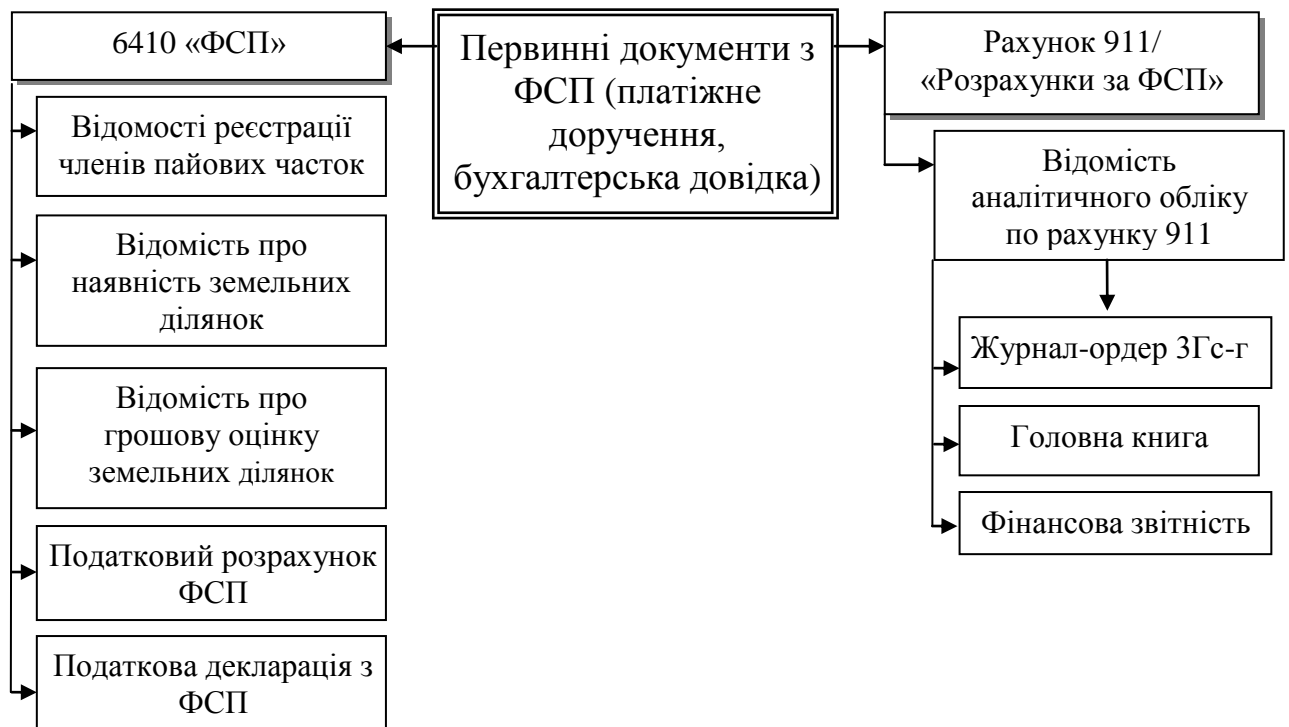 6410 «ФСП»
Відомості реєстрації
членів пайових часток
Відомість про
наявність земельних
ділянок
Відомість про
грошову оцінку
земельних ділянок
Податковий розрахунок
ФСП
Податкова декларація з
ФСП
Первинні документи з
ФСП (платіжне
доручення,
бухгалтерська довідка)
Рахунок 911/
«Розрахунки за ФСП»
Відомість
аналітичного обліку
по рахунку 911
Журнал-ордер 3Гс-г
Головна книга
Фінансова звітність